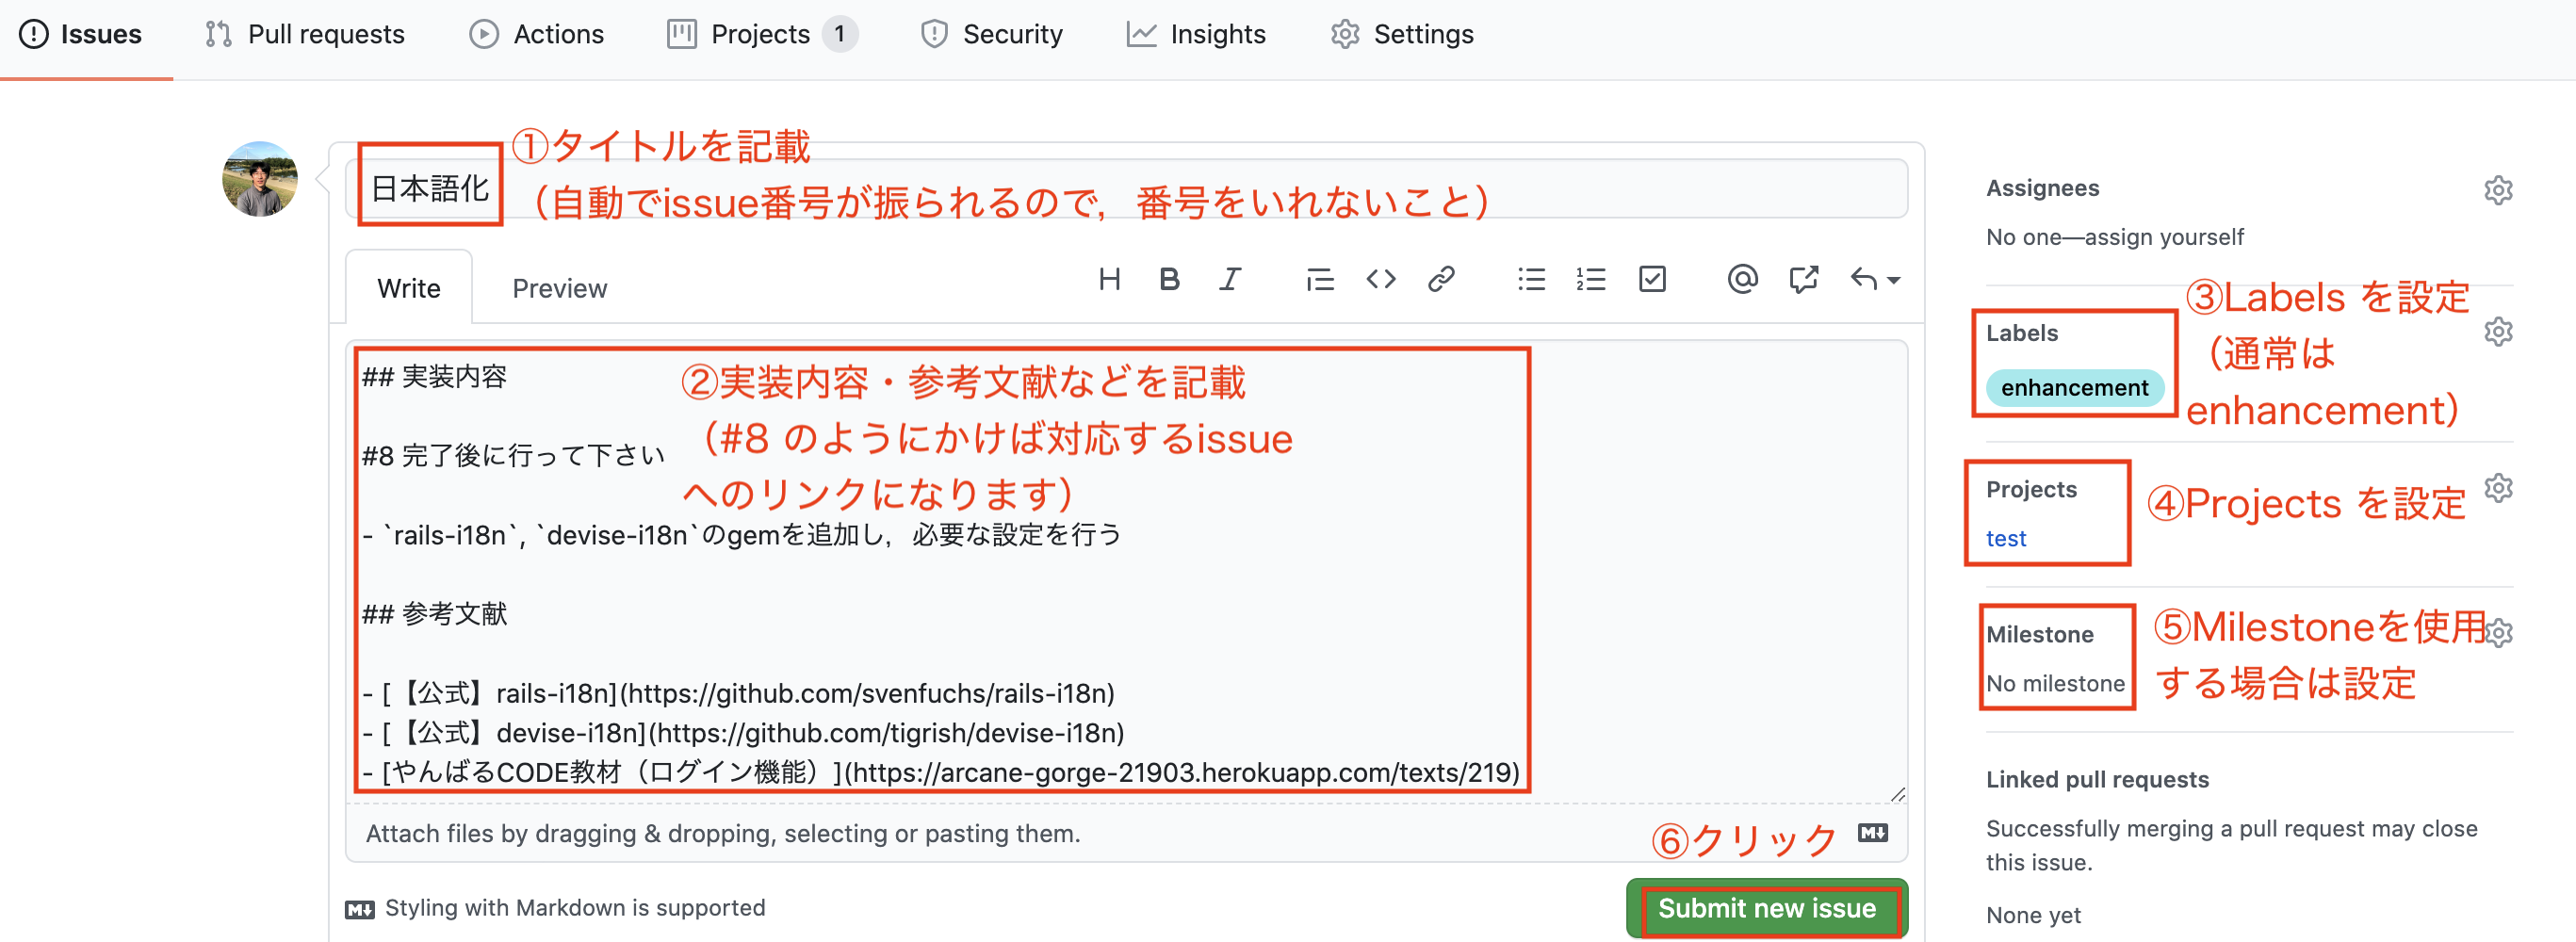 Issues Pull requests Actions Projects 1 Security Insights Settings
①タイトルを記載
日本語化
（自動でissue番号が振られるので，番号をいれないこと）
Write Preview
## 実装内容
②実装内容・参考文献などを記載
（#8 のようにかけば対応するissue
へのリンクになります）
#8 完了後に行って下さい
- `rails-i18n`, `devise-i18n`のgemを追加し，必要な設定を行う
## 参考文献
- [【公式】rails-i18n](https://github.com/svenfuchs/rails-i18n)
- [【公式】devise-i18n](https://github.com/tigrish/devise-i18n)
- [やんばるCODE教材（ログイン機能）](https://arcane-gorge-21903.herokuapp.com/texts/219)
Attach files by dragging & dropping, selecting or pasting them.
⑥クリック
Styling with Markdown is supported
Submit new issue
Assignees
No one—assign yourself
Labels
enhancement
③Labels を設定
（通常は
enhancement）
Projects
test
④Projects を設定
Milestone
No milestone
⑤Milestoneを使用
する場合は設定
Linked pull requests
Successfully merging a pull request may close
this issue.
None yet